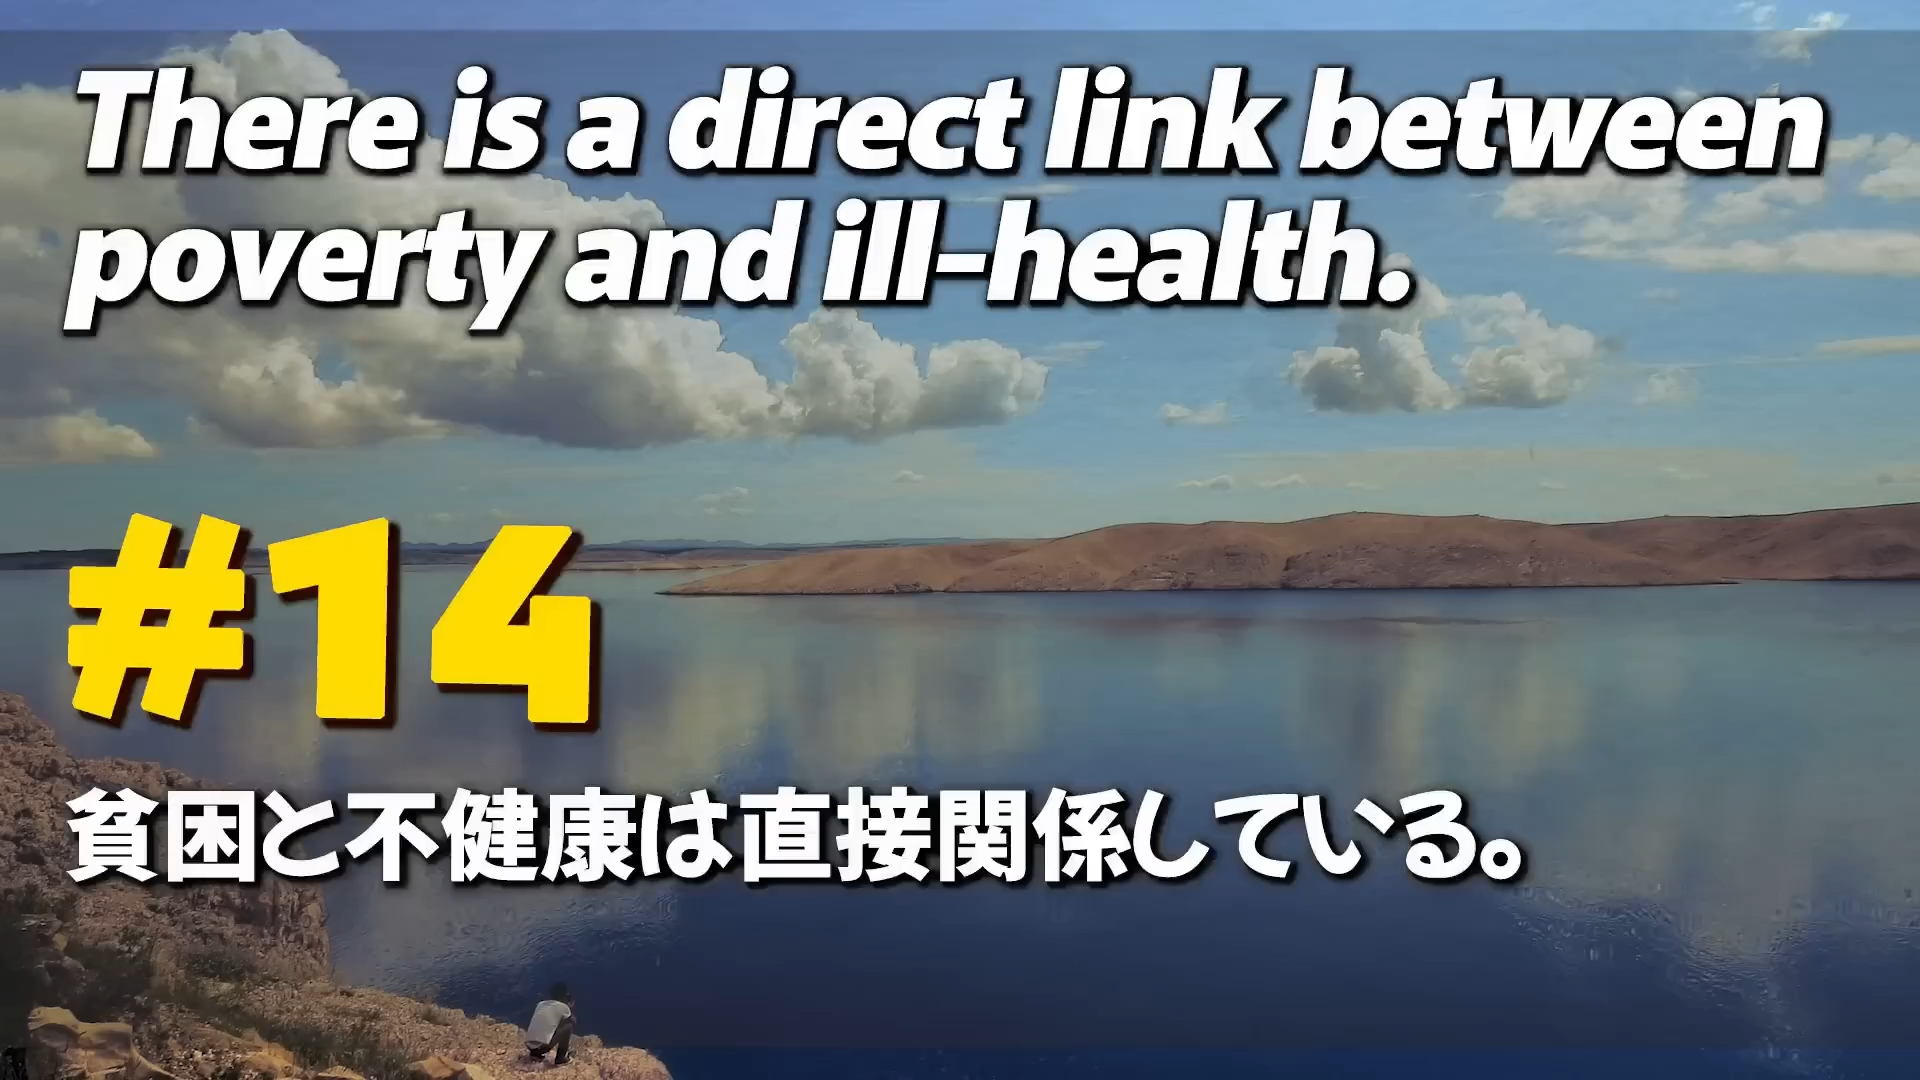 There is a direct link between
poverty and ill-health.
#14
貧困と不健康は直接関係している。